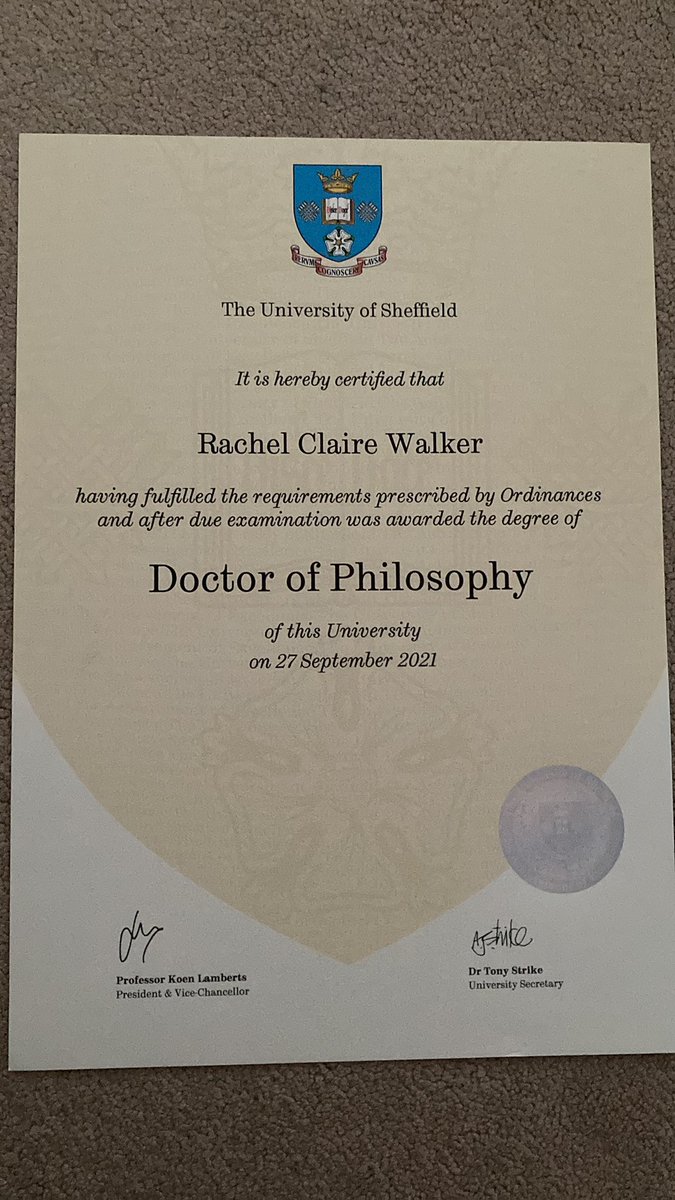 RERVM COGNOSCERE CAVSAS
The University of Sheffield
It is hereby certified that
Rachel Claire Walker
having fulfilled the requirements prescribed by Ordinances
and after due examination was awarded the degree of
Doctor of Philosophy
of this University
on 27 September 2021
AJStrike
Professor Koen Lamberts
President & Vice-Chancellor
Dr Tony Strike
University Secretary